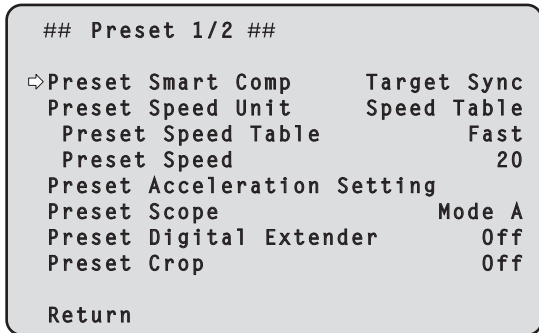 ## Preset 1/2 ##
⇨Preset Smart Comp Target Sync
Preset Speed Unit Speed Table
Preset Speed Table Fast
Preset Speed 20
Preset Acceleration Setting
Preset Scope Mode A
Preset Digital Extender Off
Preset Crop Off
Return